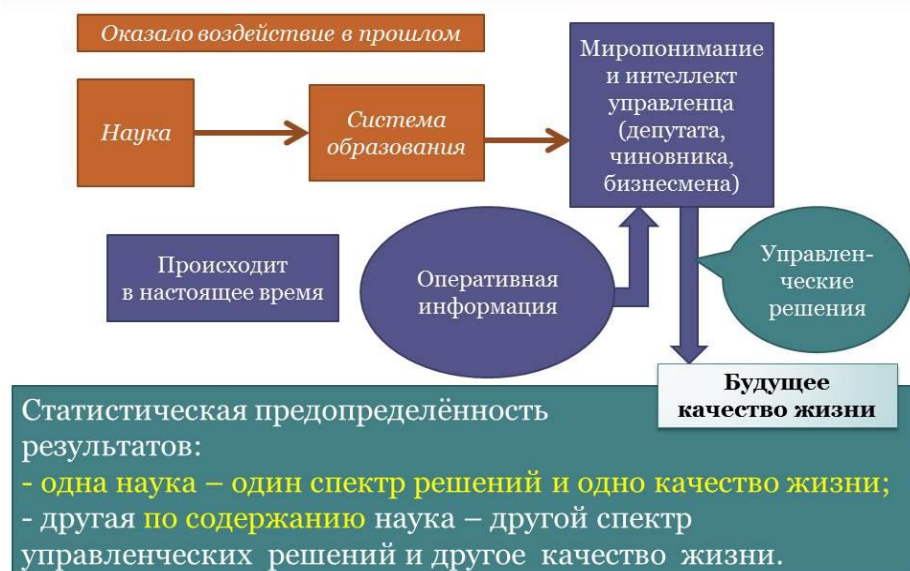 Оказало воздействие в прошлом
Наука
Система
образования
Миропонимание
и интеллект
управленца
(депутата,
чиновника,
бизнесмена)
Происходит
в настоящее время
Оперативная
информация
Управлен-
ческие
решения
Будущее
качество жизни
Статистическая предопределённость
результатов:
- одна наука – один спектр решений и одно качество жизни;
- другая по содержанию наука – другой спектр
управленческих решений и другое качество жизни.